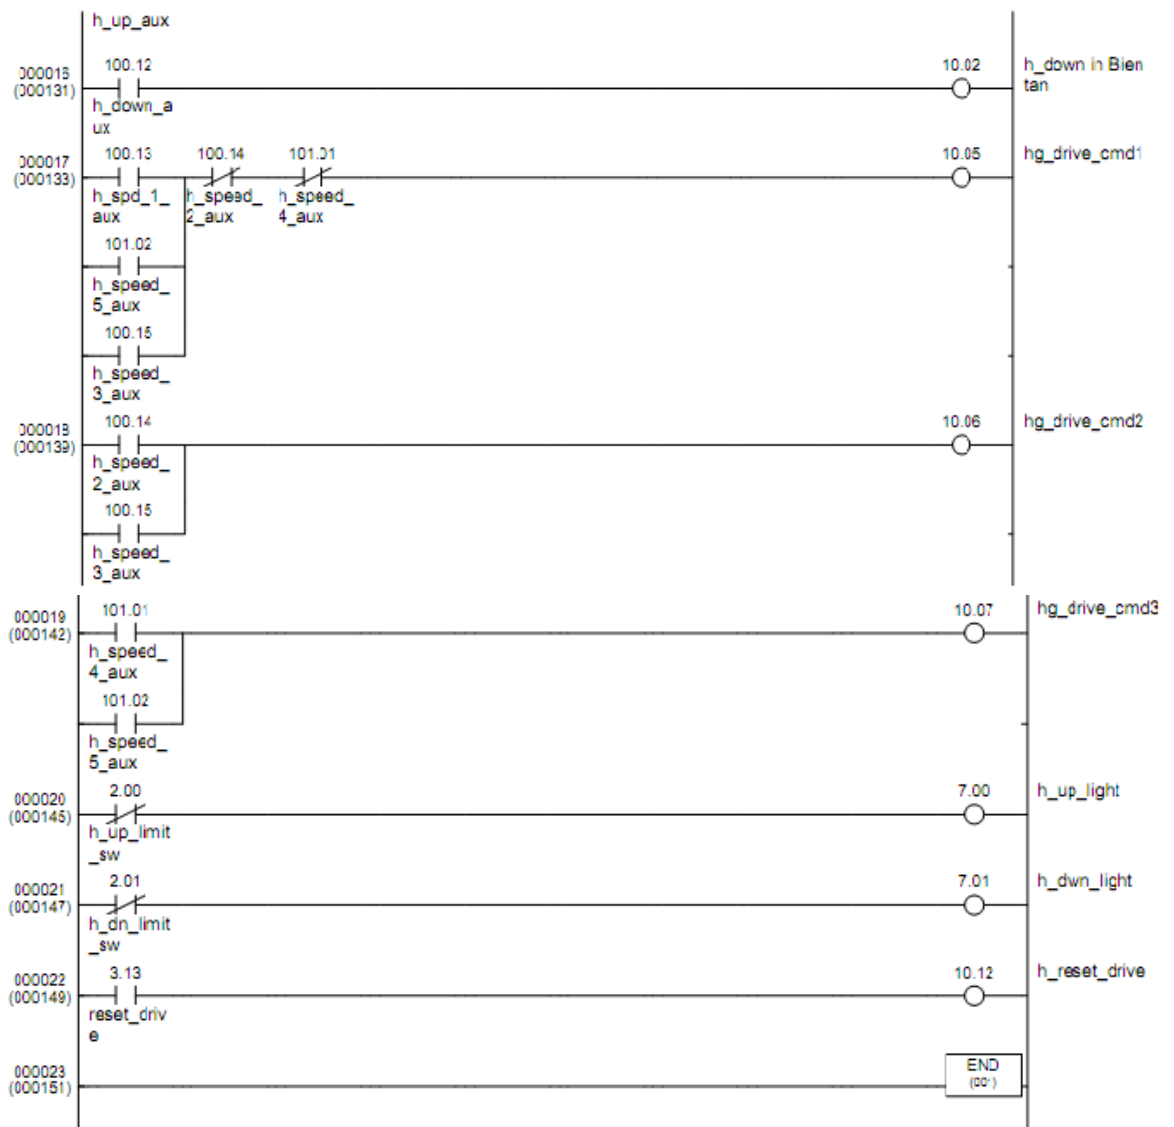 h_up_aux
000016
(000131)
100.12
10.02
h_down in Bien
tan
h_down_a
ux
000017
(000133)
100.13
100.14
101.01
10.05
hg_drive_cmd1
h_spd_1_
aux
h_speed_
2_aux
h_speed_
4_aux
101.02
h_speed_
5_aux
100.15
h_speed_
3_aux
000018
(000139)
100.14
10.06
hg_drive_cmd2
h_speed_
2_aux
100.15
h_speed_
3_aux
000019
(000142)
101.01
10.07
hg_drive_cmd3
h_speed_
4_aux
101.02
h_speed_
5_aux
000020
(000145)
2.00
7.00
h_up_light
h_up_limit
_sw
000021
(000147)
2.01
7.01
h_dwn_light
h_dn_limit
_sw
000022
(000149)
3.13
10.12
h_reset_drive
reset_driv
e
000023
(000151)
END
(001)